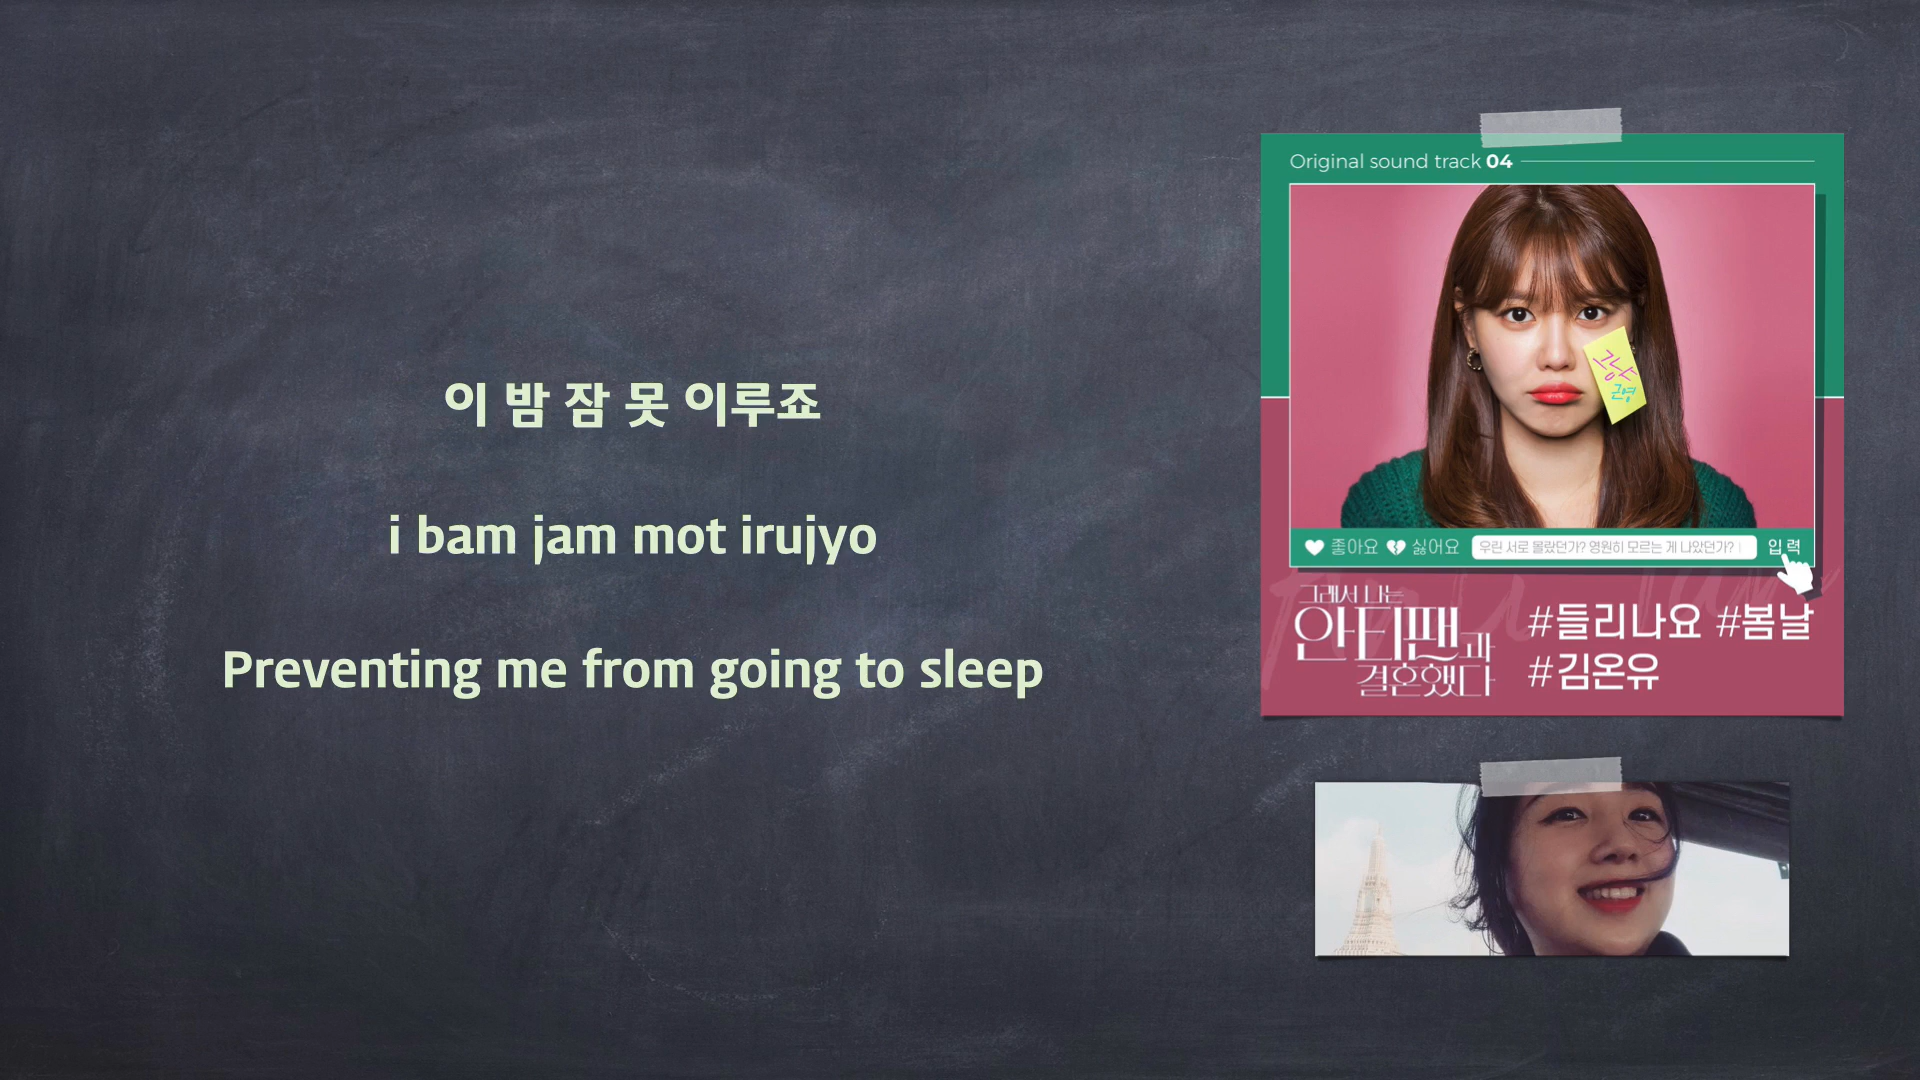 이 밤 잠 못 이루죠
i bam jam mot irujyo
Preventing me from going to sleep
Original sound track 04
좋아요 싫어요 우린 서로 몰랐던가? 영원히 모르는 게 나았던가? 입력
그래서 나는
안티팬과
결혼했다
#들리나요 #봄날
#김온유